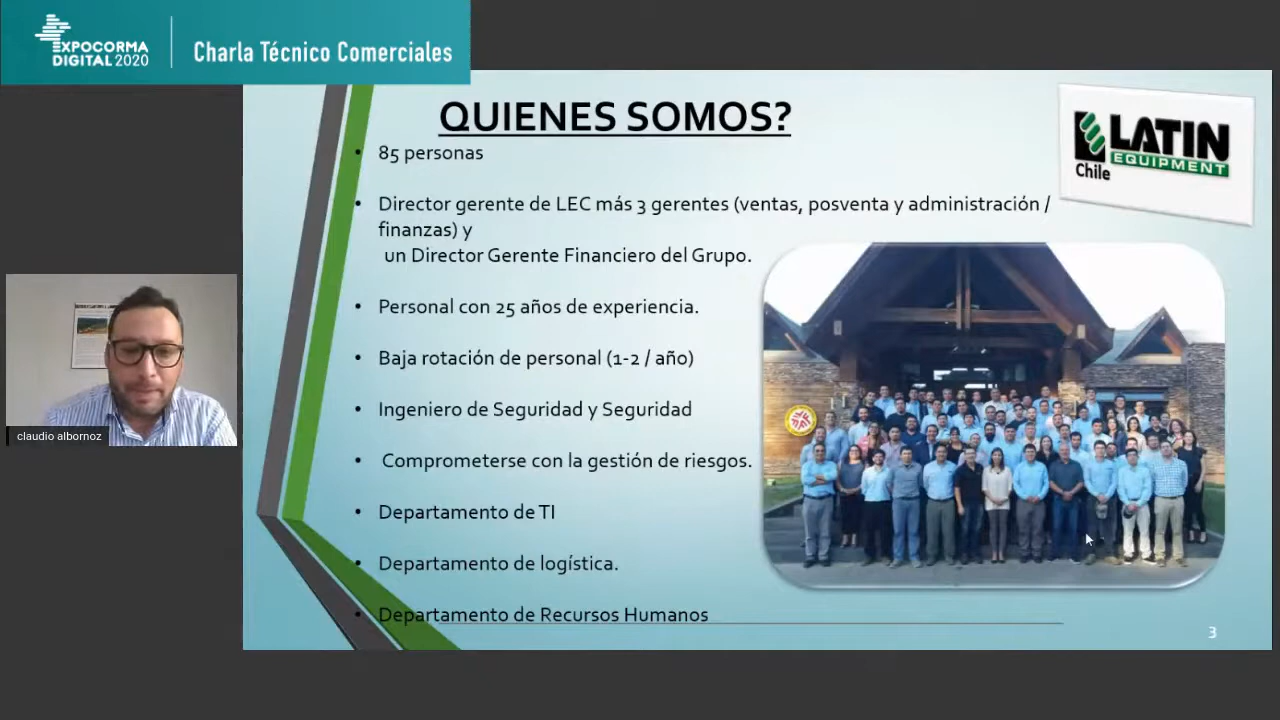 EXPOCORMA
DIGITAL 2020
Charla Técnico Comerciales
QUIENES SOMOS?
LATIN
EQUIPMENT
Chile
• 85 personas
• Director gerente de LEC más 3 gerentes (ventas, posventa y administración /
finanzas) y
un Director Gerente Financiero del Grupo.
• Personal con 25 años de experiencia.
• Baja rotación de personal (1-2 / año)
• Ingeniero de Seguridad y Seguridad
• Comprometerse con la gestión de riesgos.
• Departamento de TI
• Departamento de logística.
• Departamento de Recursos Humanos
3
claudio albornoz